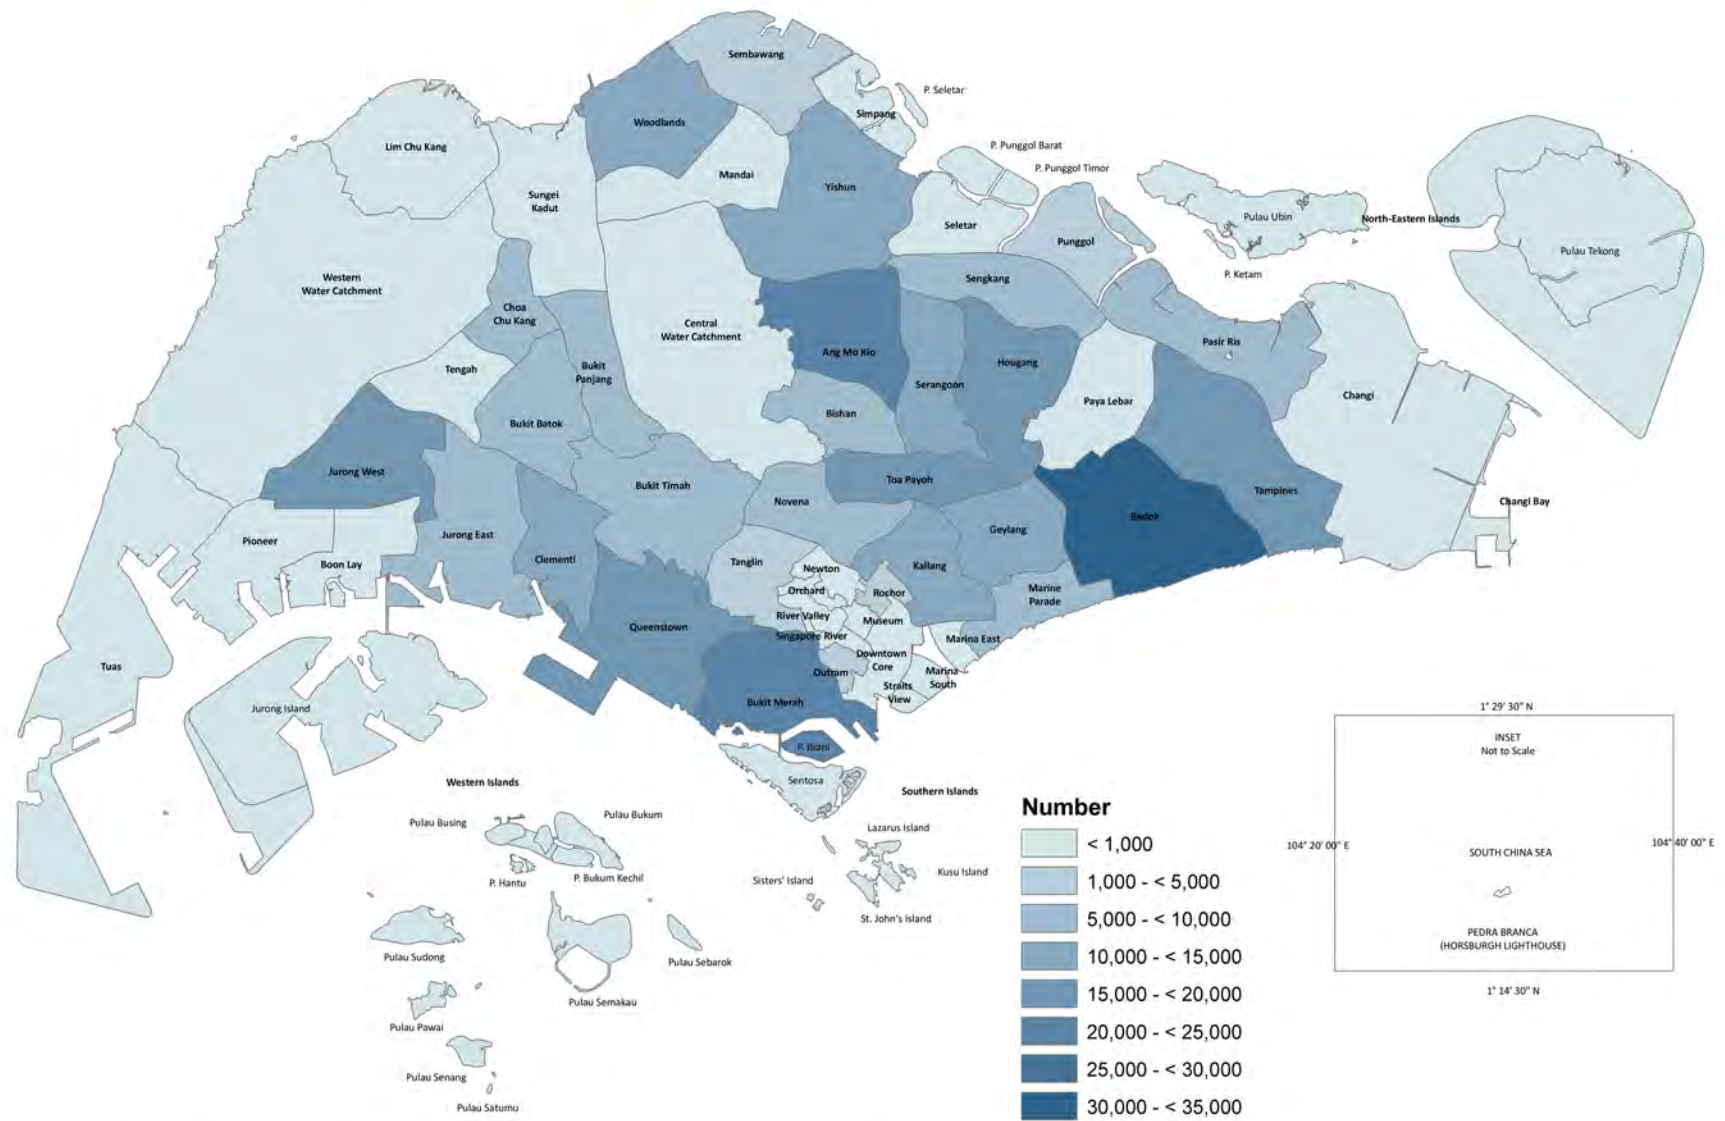 Sembawang
P. Seletar
Simpang
Woodlands
Lim Chu Kang
P. Punggol Barat
P. Punggol Timor
Mandai
Yishun
Sungei
Kadut
Pulau Ubin
North-Eastern Islands
Seletar
Punggol
Pulau Tekong
P. Ketam
Western
Water Catchment
Sengkang
Choa
Chu Kang
Central
Water Catchment
Pasir Ris
Ang Mo Kio
Hougang
Tengah
Bukit
Panjang
Serangoon
Changi
Paya Lebar
Bishan
Bukit Batok
Jurong West
Bukit Timah
Toa Payoh
Tampines
Novena
Changi Bay
Bedok
Geylang
Pioneer
Jurong East
Boon Lay
Clementi
Tanglin
Newton
Kallang
Orchard
Rochor
Marine
Parade
River Valley
Museum
Queenstown
Singapore River
Marina East
Downtown
Core
Tuas
Outram
Marina
South
Straits
View
Bukit Merah
Jurong Island
P. Brani
Sentosa
Western Islands
Southern Islands
Pulau Busing
Pulau Bukum
Lazarus Island
P. Hantu
P. Bukum Kechil
Sisters' Island
Kusu Island
St. John's Island
Pulau Sudong
Pulau Sebarok
Pulau Semakau
Pulau Pawai
Pulau Senang
Pulau Satumu
Number
< 1,000
1,000 - < 5,000
5,000 - < 10,000
10,000 - < 15,000
15,000 - < 20,000
20,000 - < 25,000
25,000 - < 30,000
30,000 - < 35,000
1° 29' 30" N
INSET
Not to Scale
104° 20' 00" E
104° 40' 00" E
SOUTH CHINA SEA
PEDRA BRANCA
(HORSBURGH LIGHTHOUSE)
1° 14' 30" N